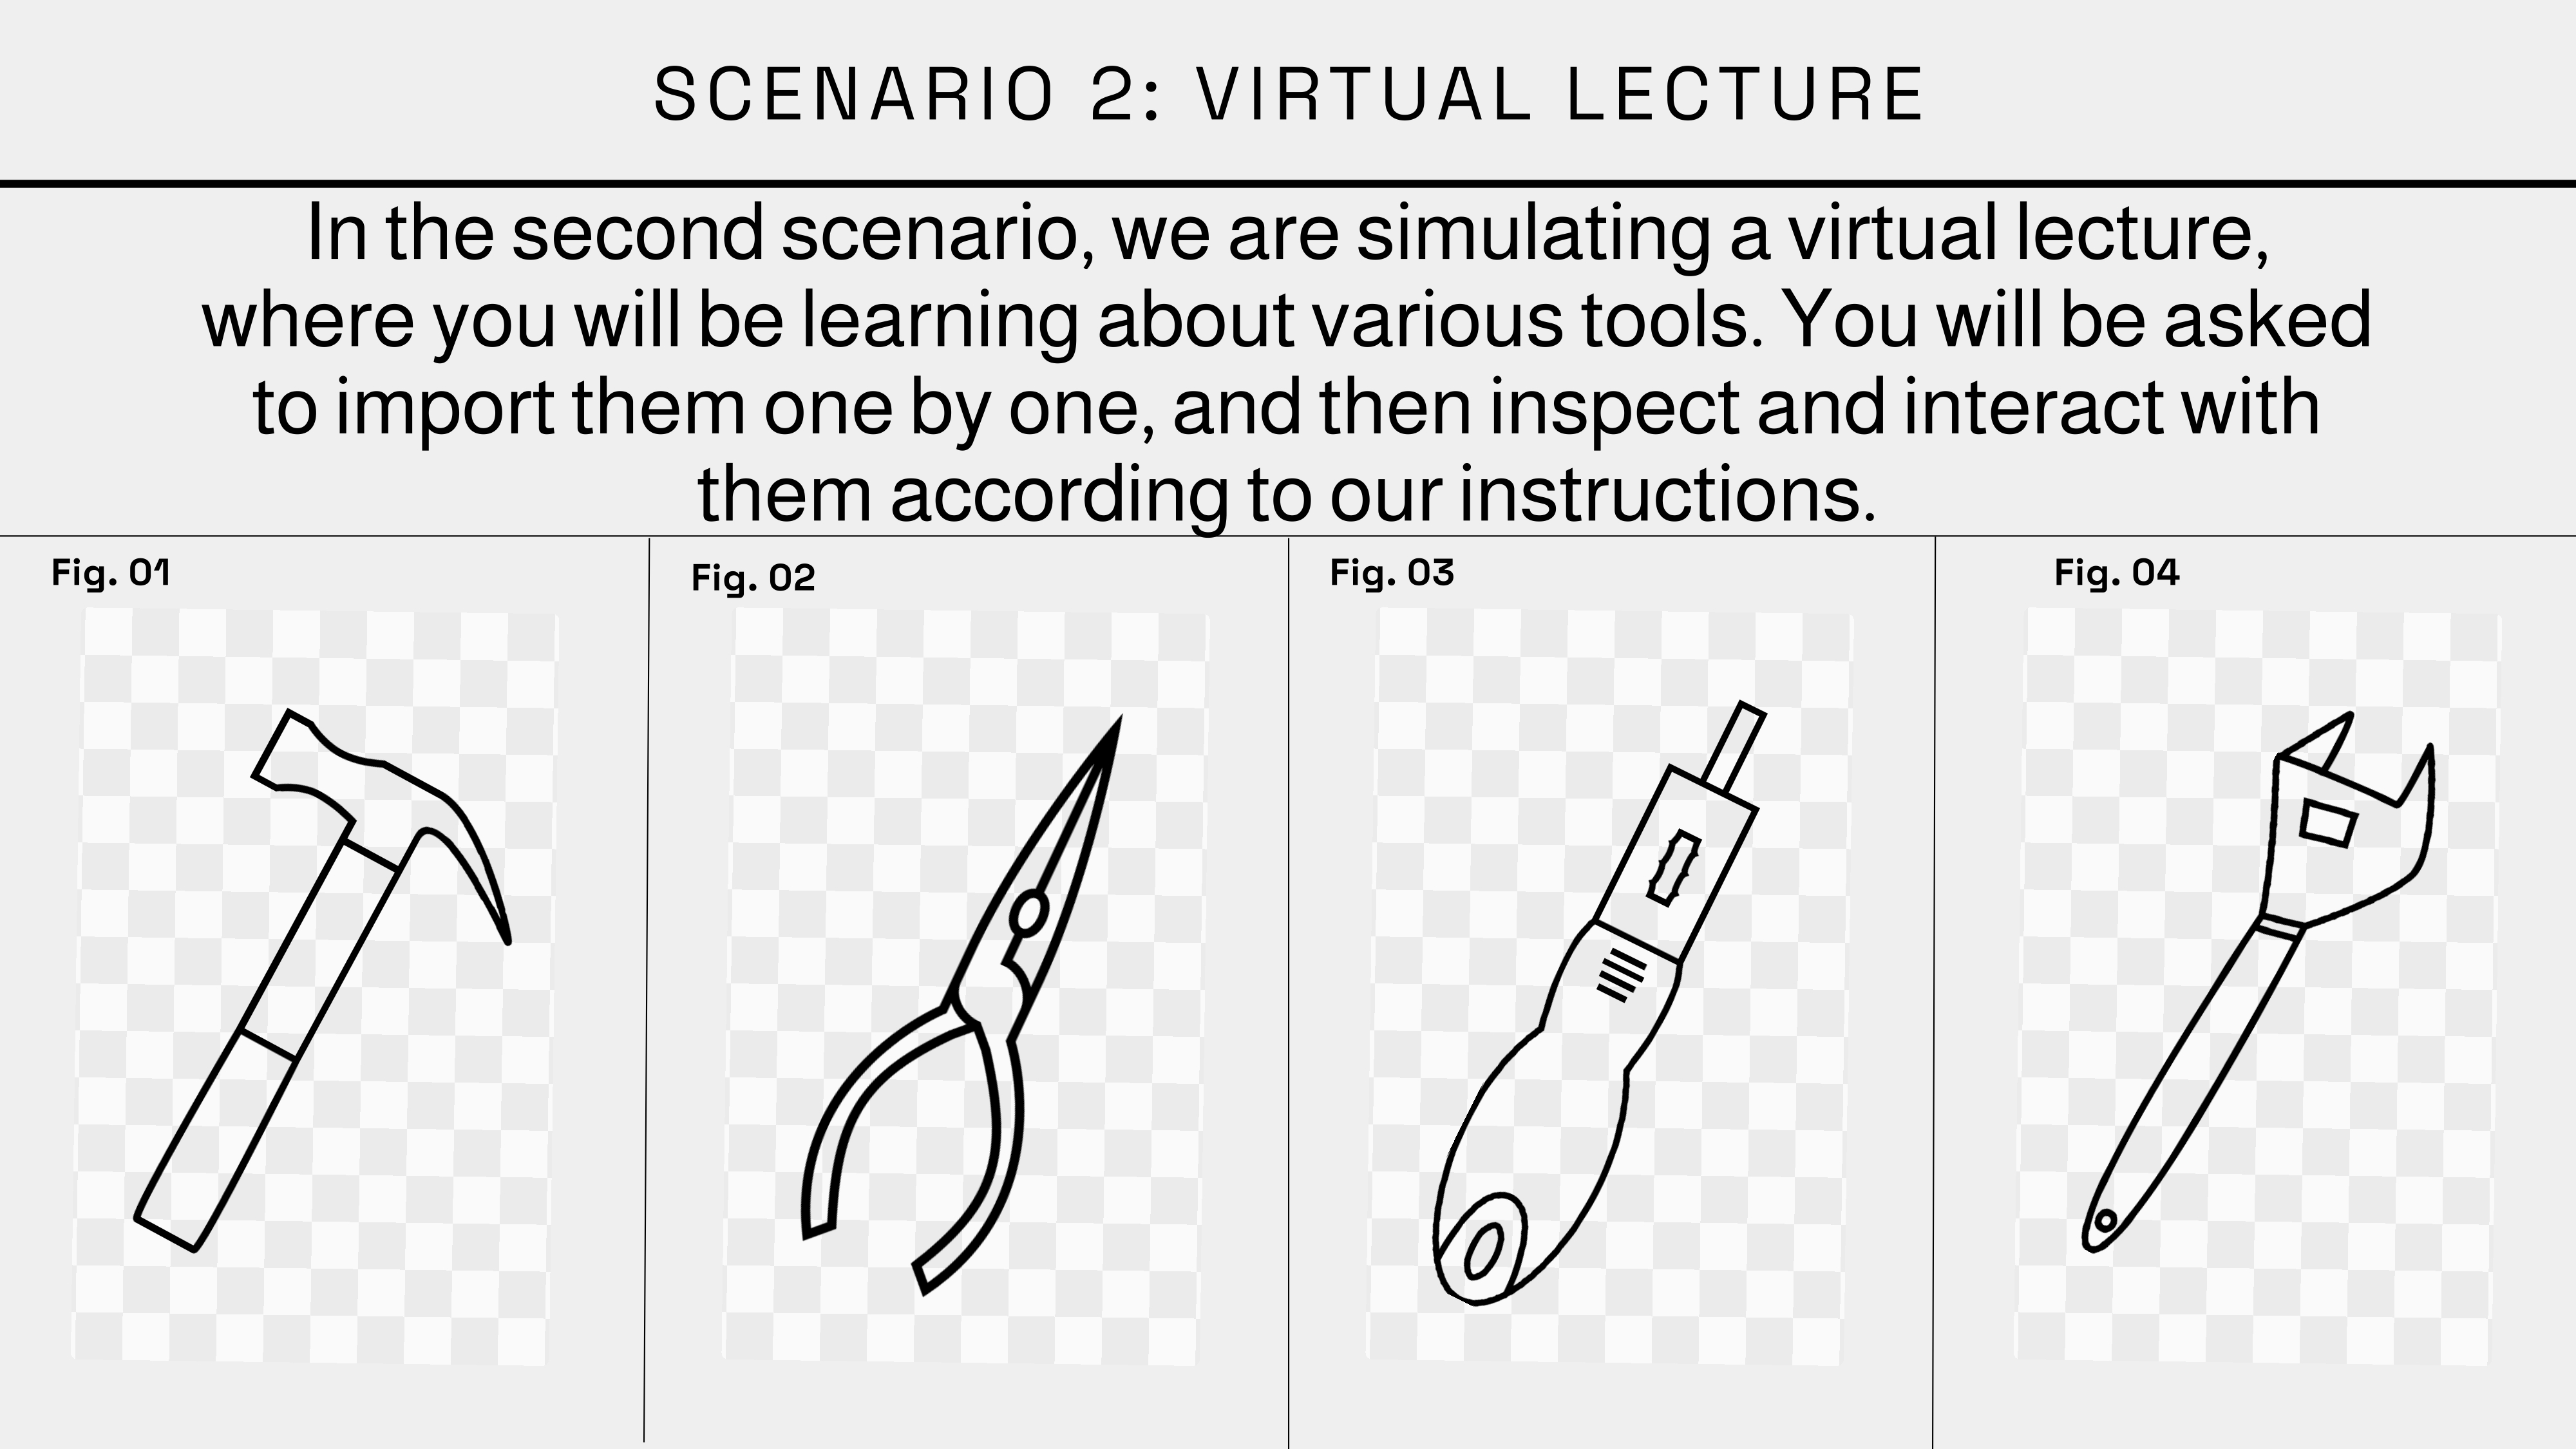 SCENARIO 2: VIRTUAL LECTURE
In the second scenario, we are simulating a virtual lecture,
where you will be learning about various tools. You will be asked
to import them one by one, and then inspect and interact with
them according to our instructions.
Fig. 01
Fig. 02
Fig. 03
Fig. 04